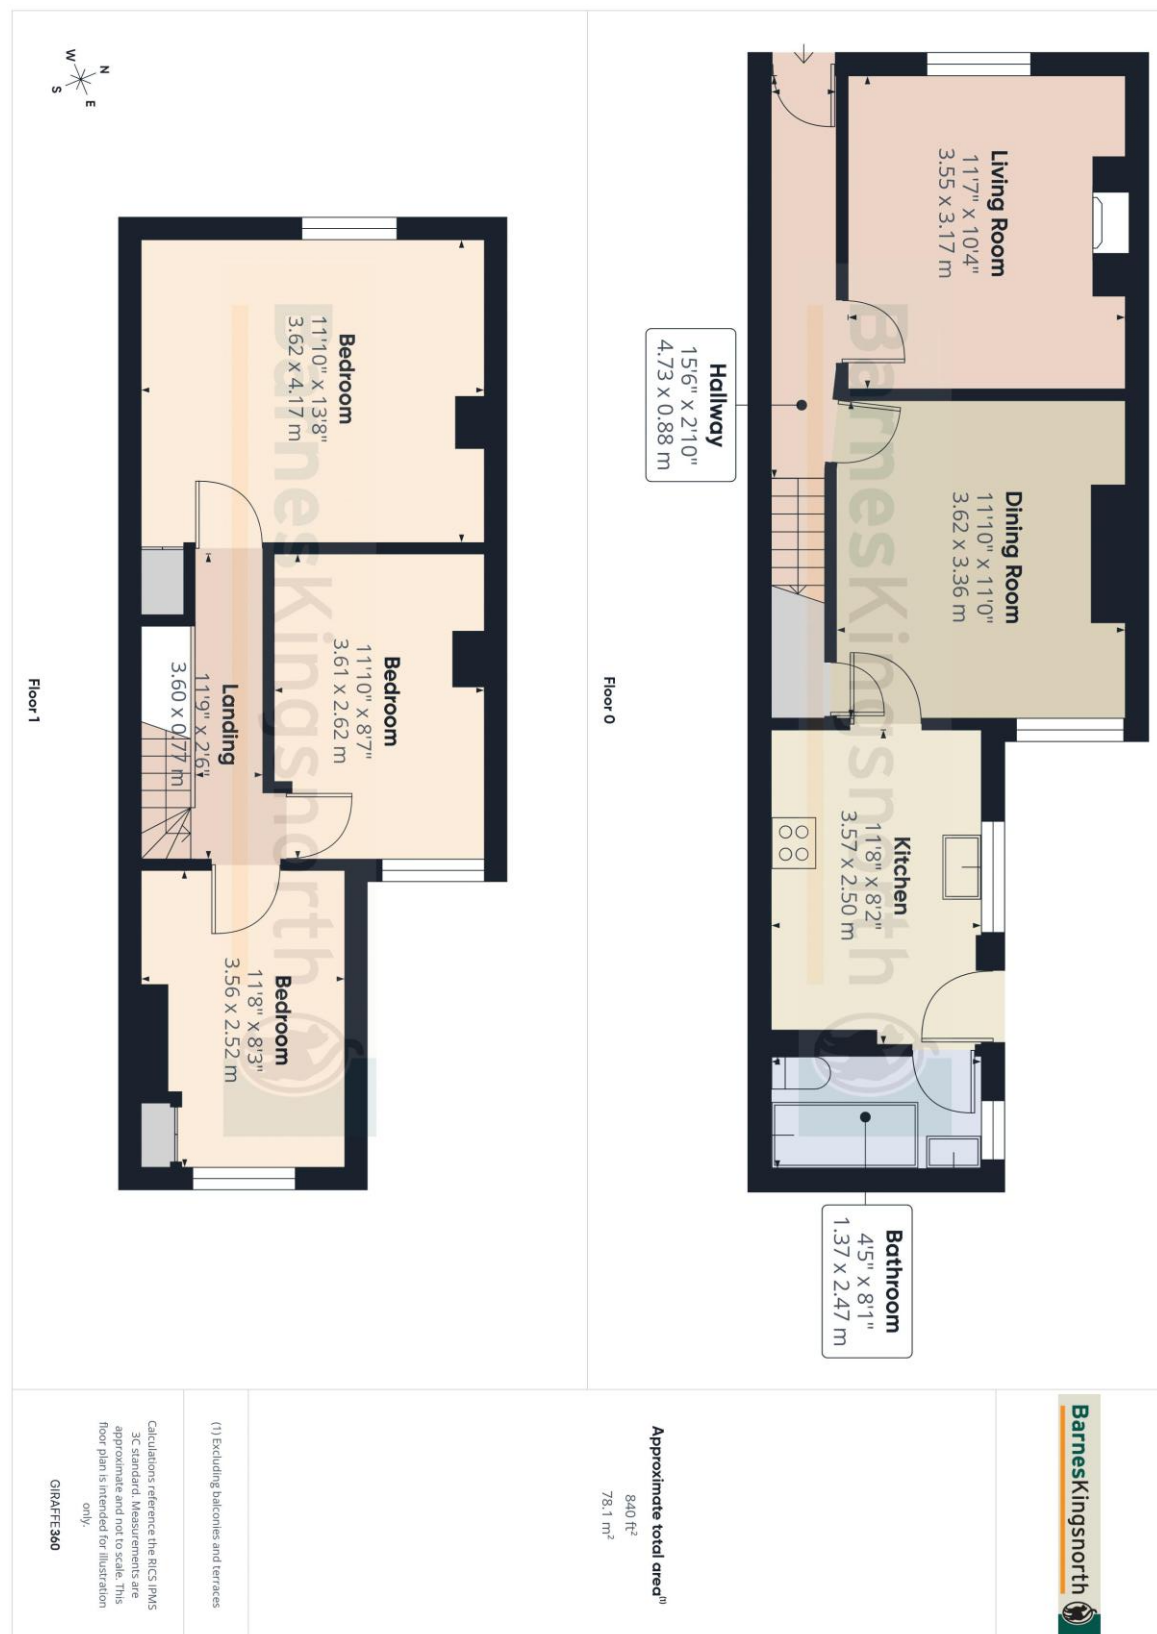 BarnesKingsnorth
Living Room
11'7" x 10'4"
3.55 x 3.17 m
Dining Room
11'10" x 11'0"
3.62 x 3.36 m
Kitchen
11'8" x 8'2"
3.57 x 2.50 m
Bathroom
4'5" x 8'1"
1.37 x 2.47 m
Hallway
15'6" x 2'10"
4.73 x 0.88 m
BarnesKingsnorth
Floor 0
Approximate total area(1)
840 ft²
78.1 m²
Bedroom
11'10" x 13'8"
3.62 x 4.17 m
Bedroom
11'10" x 8'7"
3.61 x 2.62 m
Landing
11'9" x 2'6"
3.60 x 0.77 m
Bedroom
11'8" x 8'3"
3.56 x 2.52 m
BarnesKingsnorth
Floor 1
N
E
S
W
(1) Excluding balconies and terraces
Calculations reference the RICS IPMS
3C standard. Measurements are
approximate and not to scale. This
floor plan is intended for illustration
only.
GIRAFFE360